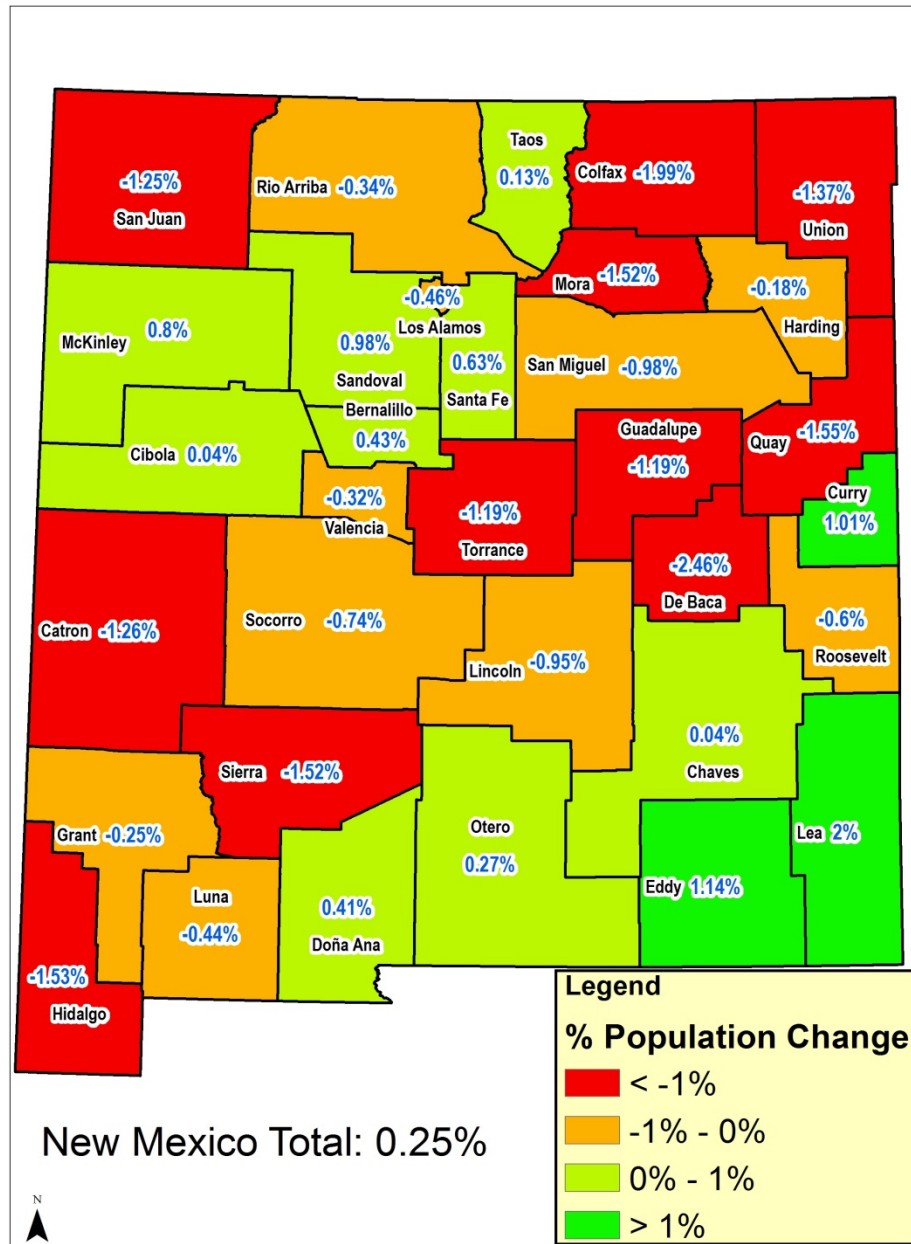 Taos
0.13%
Colfax -1.99%
-1.25%
San Juan
Rio Arriba -0.34%
-1.37%
Union
Mora -1.52%
-0.18%
Harding
-0.46%
Los Alamos
McKinley 0.8%
0.98%
Sandoval
0.63%
Santa Fe
San Miguel -0.98%
Bernalillo
0.43%
Guadalupe
-1.19%
Quay -1.55%
Cibola 0.04%
Curry
1.01%
-0.32%
Valencia
-1.19%
Torrance
-2.46%
De Baca
-0.6%
Roosevelt
Catron -1.26%
Socorro -0.74%
Lincoln -0.95%
0.04%
Chaves
Sierra -1.52%
Grant -0.25%
Otero
0.27%
Lea 2%
Eddy 1.14%
Luna
-0.44%
0.41%
Doña Ana
-1.53%
Hidalgo
Legend
% Population Change
< -1%
-1% - 0%
0% - 1%
> 1%
New Mexico Total: 0.25%
N